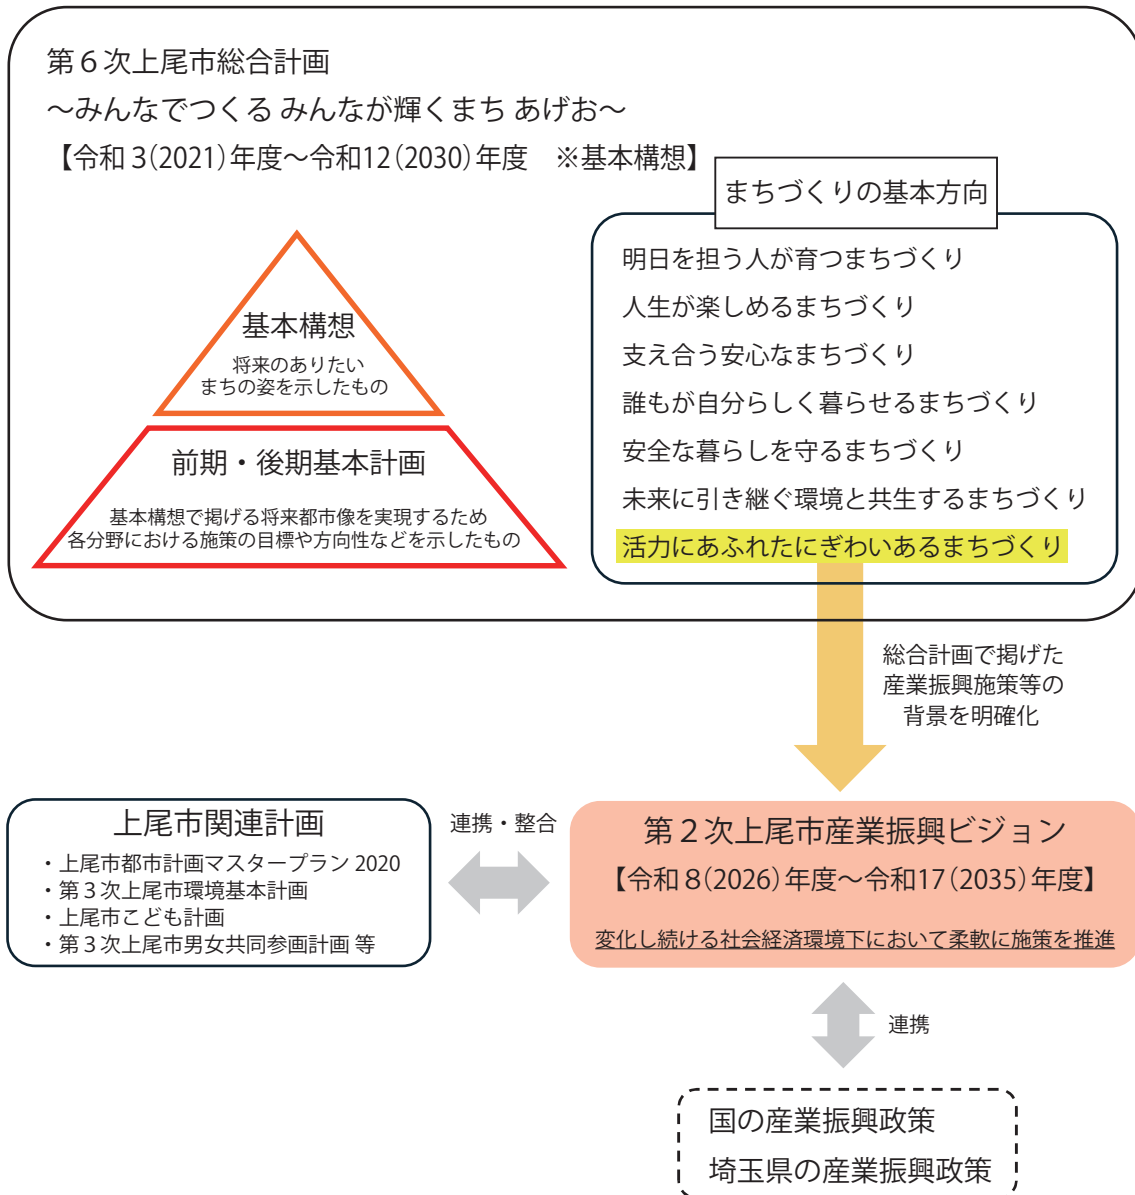 第６次上尾市総合計画
～みんなでつくる みんなが輝くまち あげお～
【令和３(2021)年度～令和12(2030)年度　※基本構想】
まちづくりの基本方向
明日を担う人が育つまちづくり
人生が楽しめるまちづくり
支え合う安心なまちづくり
誰もが自分らしく暮らせるまちづくり
安全な暮らしを守るまちづくり
未来に引き継ぐ環境と共生するまちづくり
活力にあふれたにぎわいあるまちづくり
基本構想
将来のありたい
まちの姿を示したもの
前期・後期基本計画
基本構想で掲げる将来都市像を実現するため
各分野における施策の目標や方向性などを示したもの
総合計画で掲げた
産業振興施策等の
背景を明確化
上尾市関連計画
・上尾市都市計画マスタープラン 2020
・第３次上尾市環境基本計画
・上尾市こども計画
・第３次上尾市男女共同参画計画 等
連携・整合
第２次上尾市産業振興ビジョン
【令和８(2026)年度～令和17(2035)年度】
変化し続ける社会経済環境下において柔軟に施策を推進
連携
国の産業振興政策
埼玉県の産業振興政策